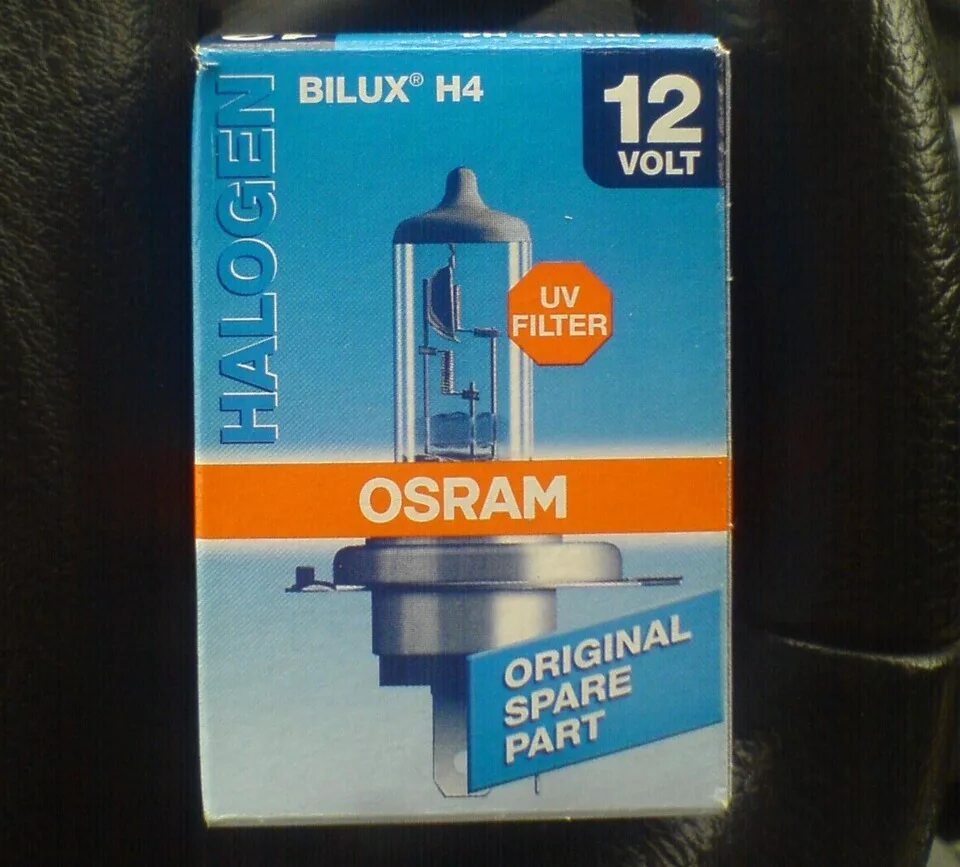 BILUX® H4
12
VOLT
HALOGEN
UV
FILTER
OSRAM
ORIGINAL
SPARE
PART